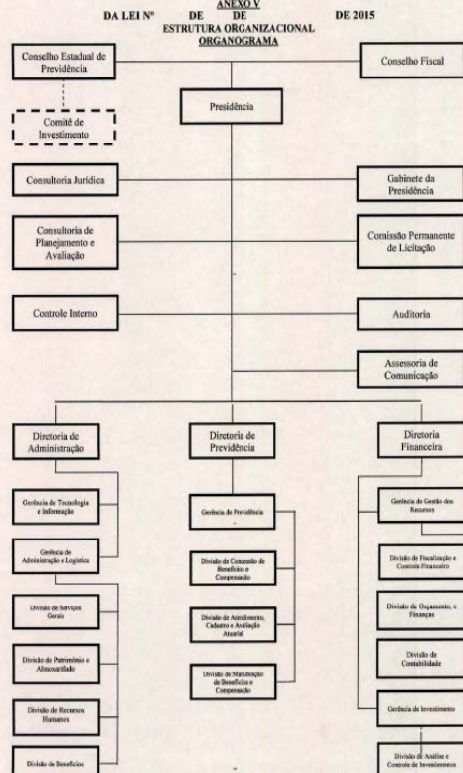 ANEXO V
DA LEI Nº DE DE DE 2015
ESTRUTURA ORGANIZACIONAL
ORGANOGRAMA
Conselho Estadual de
Previdência
Conselho Fiscal
Presidência
Comitê de
Investimento
Consultoria Jurídica
Gabinete da
Presidência
Consultoria de
Planejamento e
Avaliação
Comissão Permanente
de Licitação
Controle Interno
Auditoria
Assessoria de
Comunicação
Diretoria de
Administração
Diretoria de
Previdência
Diretoria
Financeira
Gerência de Tecnologia
e Informação
Gerência de
Administração e Logística
Divisão de Serviços
Gerais
Divisão de Patrimônio e
Almoxarifado
Divisão de Recursos
Humanos
Divisão de Benefícios
Gerência de Previdência
Divisão de Concessão de
Benefício e
Compensação
Divisão de Atendimento,
Cadastro e Avaliação
Atuarial
Divisão de Manutenção
de Benefícios e
Compensação
Gerência de Gestão dos
Recursos
Divisão de Fiscalização e
Controle Financeiro
Divisão de Orçamento, e
Finanças
Divisão de
Contabilidade
Gerência de Investimento
Divisão de Análise e
Controle de Investimentos